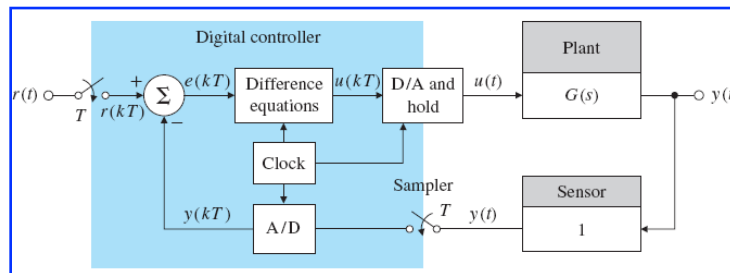 Digital controller
Plant
r(t)
T
r(kT)
+
−
Σ
e(kT)
Difference
equations
u(kT)
D/A and
hold
u(t)
G(s)
Clock
Sampler
Sensor
y(kT)
A/D
T
y(t)
1